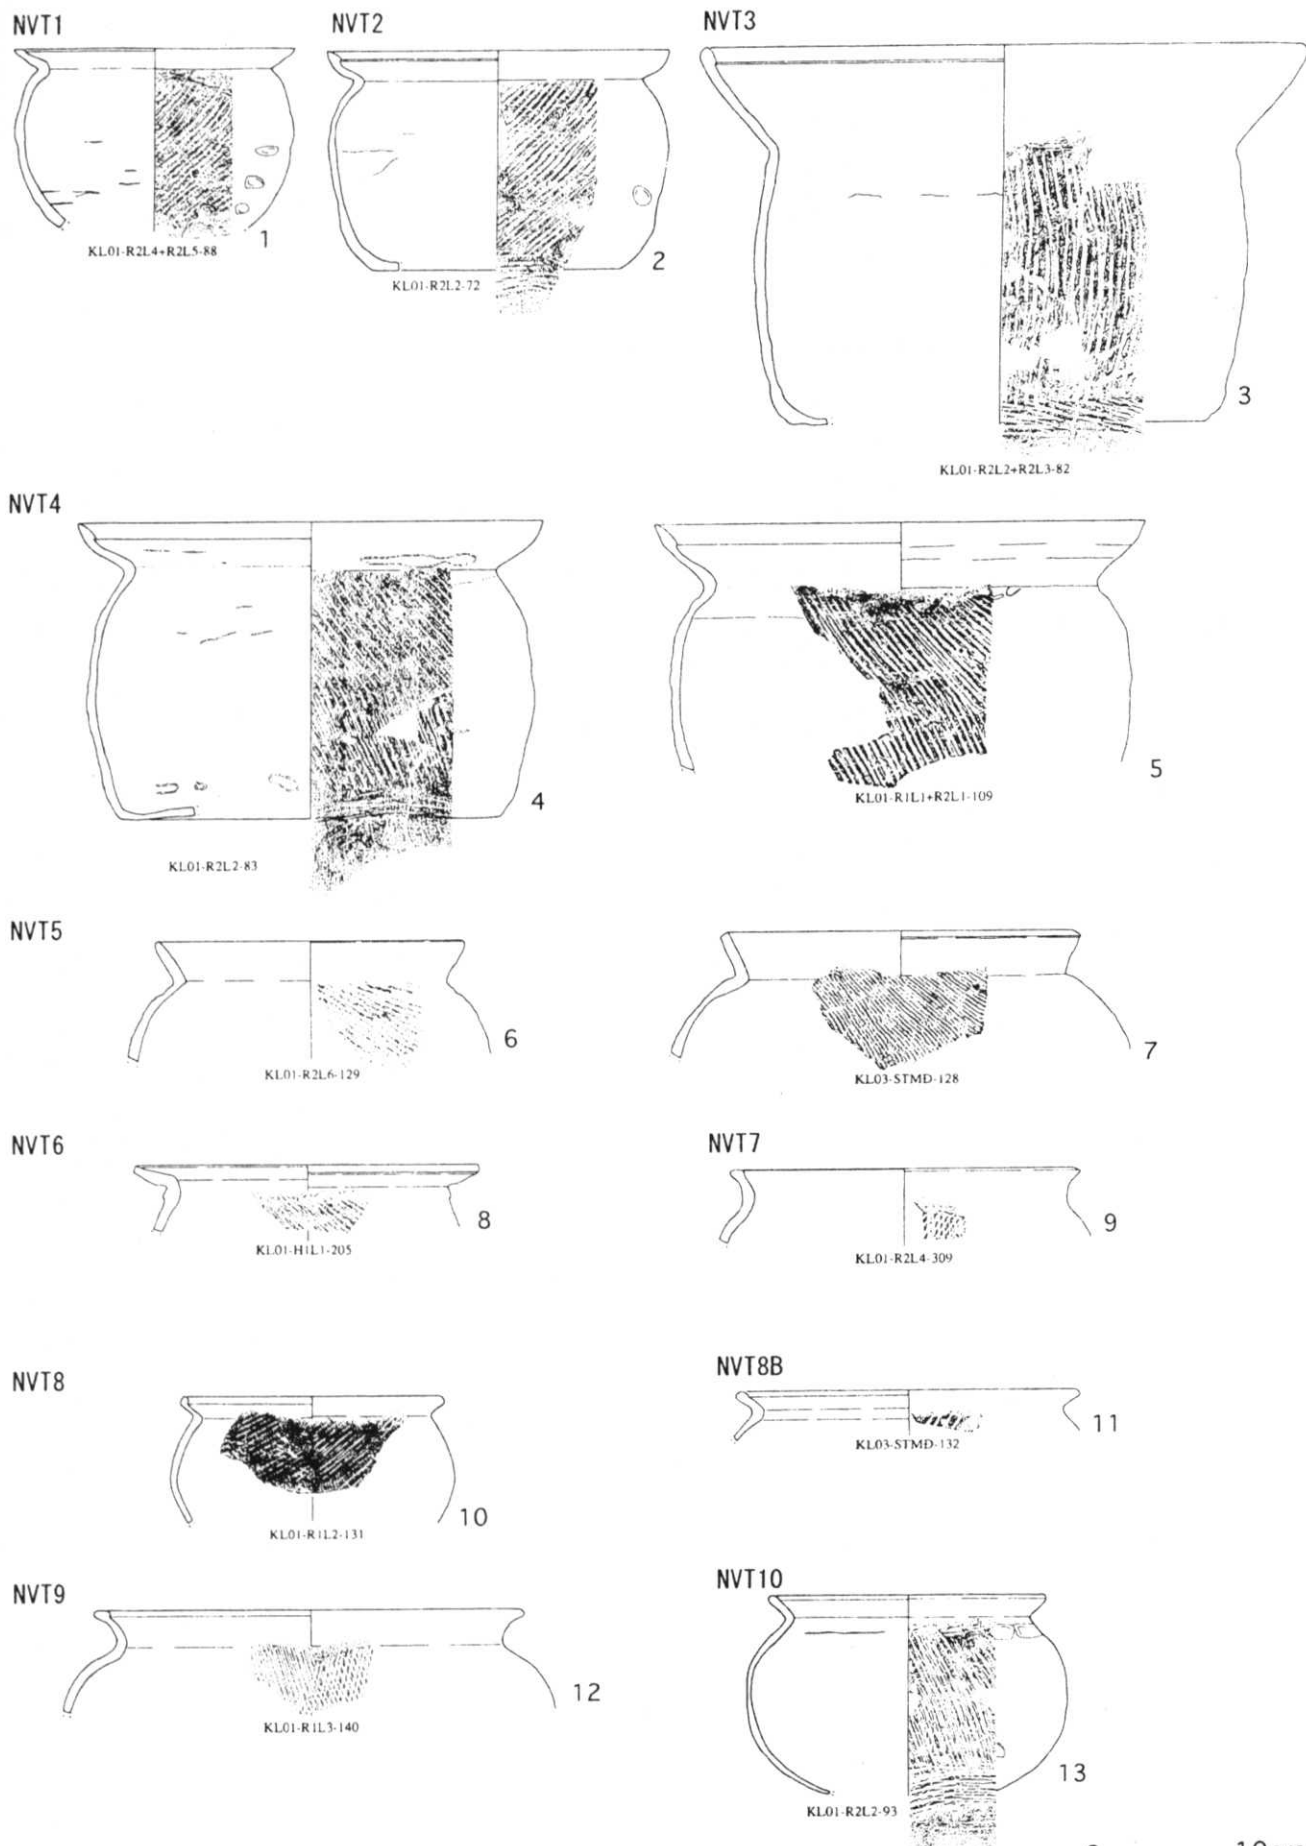 NVT1
NVT2
NVT3
1
KL01-R2L4+R2L5-88
2
KL01-R2L2-72
3
KL01-R2L2+R2L3-82
NVT4
4
KL01-R2L2-83
5
KL01-R1L1+R2L1-109
NVT5
6
KL01-R2L6-129
7
KL03-STMD-128
NVT6
8
KL01-H1L1-205
NVT7
9
KL01-R2L4-309
NVT8
10
KL01-R1L2-131
NVT8B
11
KL03-STMD-132
NVT9
12
KL01-R1L3-140
NVT10
13
KL01-R2L2-93